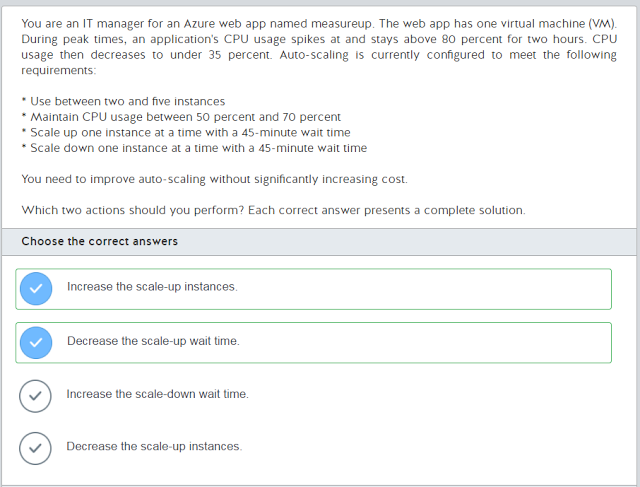 You are an IT manager for an Azure web app named measureup. The web app has one virtual machine (VM).
During peak times, an application's CPU usage spikes at and stays above 80 percent for two hours. CPU
usage then decreases to under 35 percent. Auto-scaling is currently configured to meet the following
requirements:
* Use between two and five instances
* Maintain CPU usage between 50 percent and 70 percent
* Scale up one instance at a time with a 45-minute wait time
* Scale down one instance at a time with a 45-minute wait time
You need to improve auto-scaling without significantly increasing cost.
Which two actions should you perform? Each correct answer presents a complete solution.
Choose the correct answers
Increase the scale-up instances.
Decrease the scale-up wait time.
Increase the scale-down wait time.
Decrease the scale-up instances.